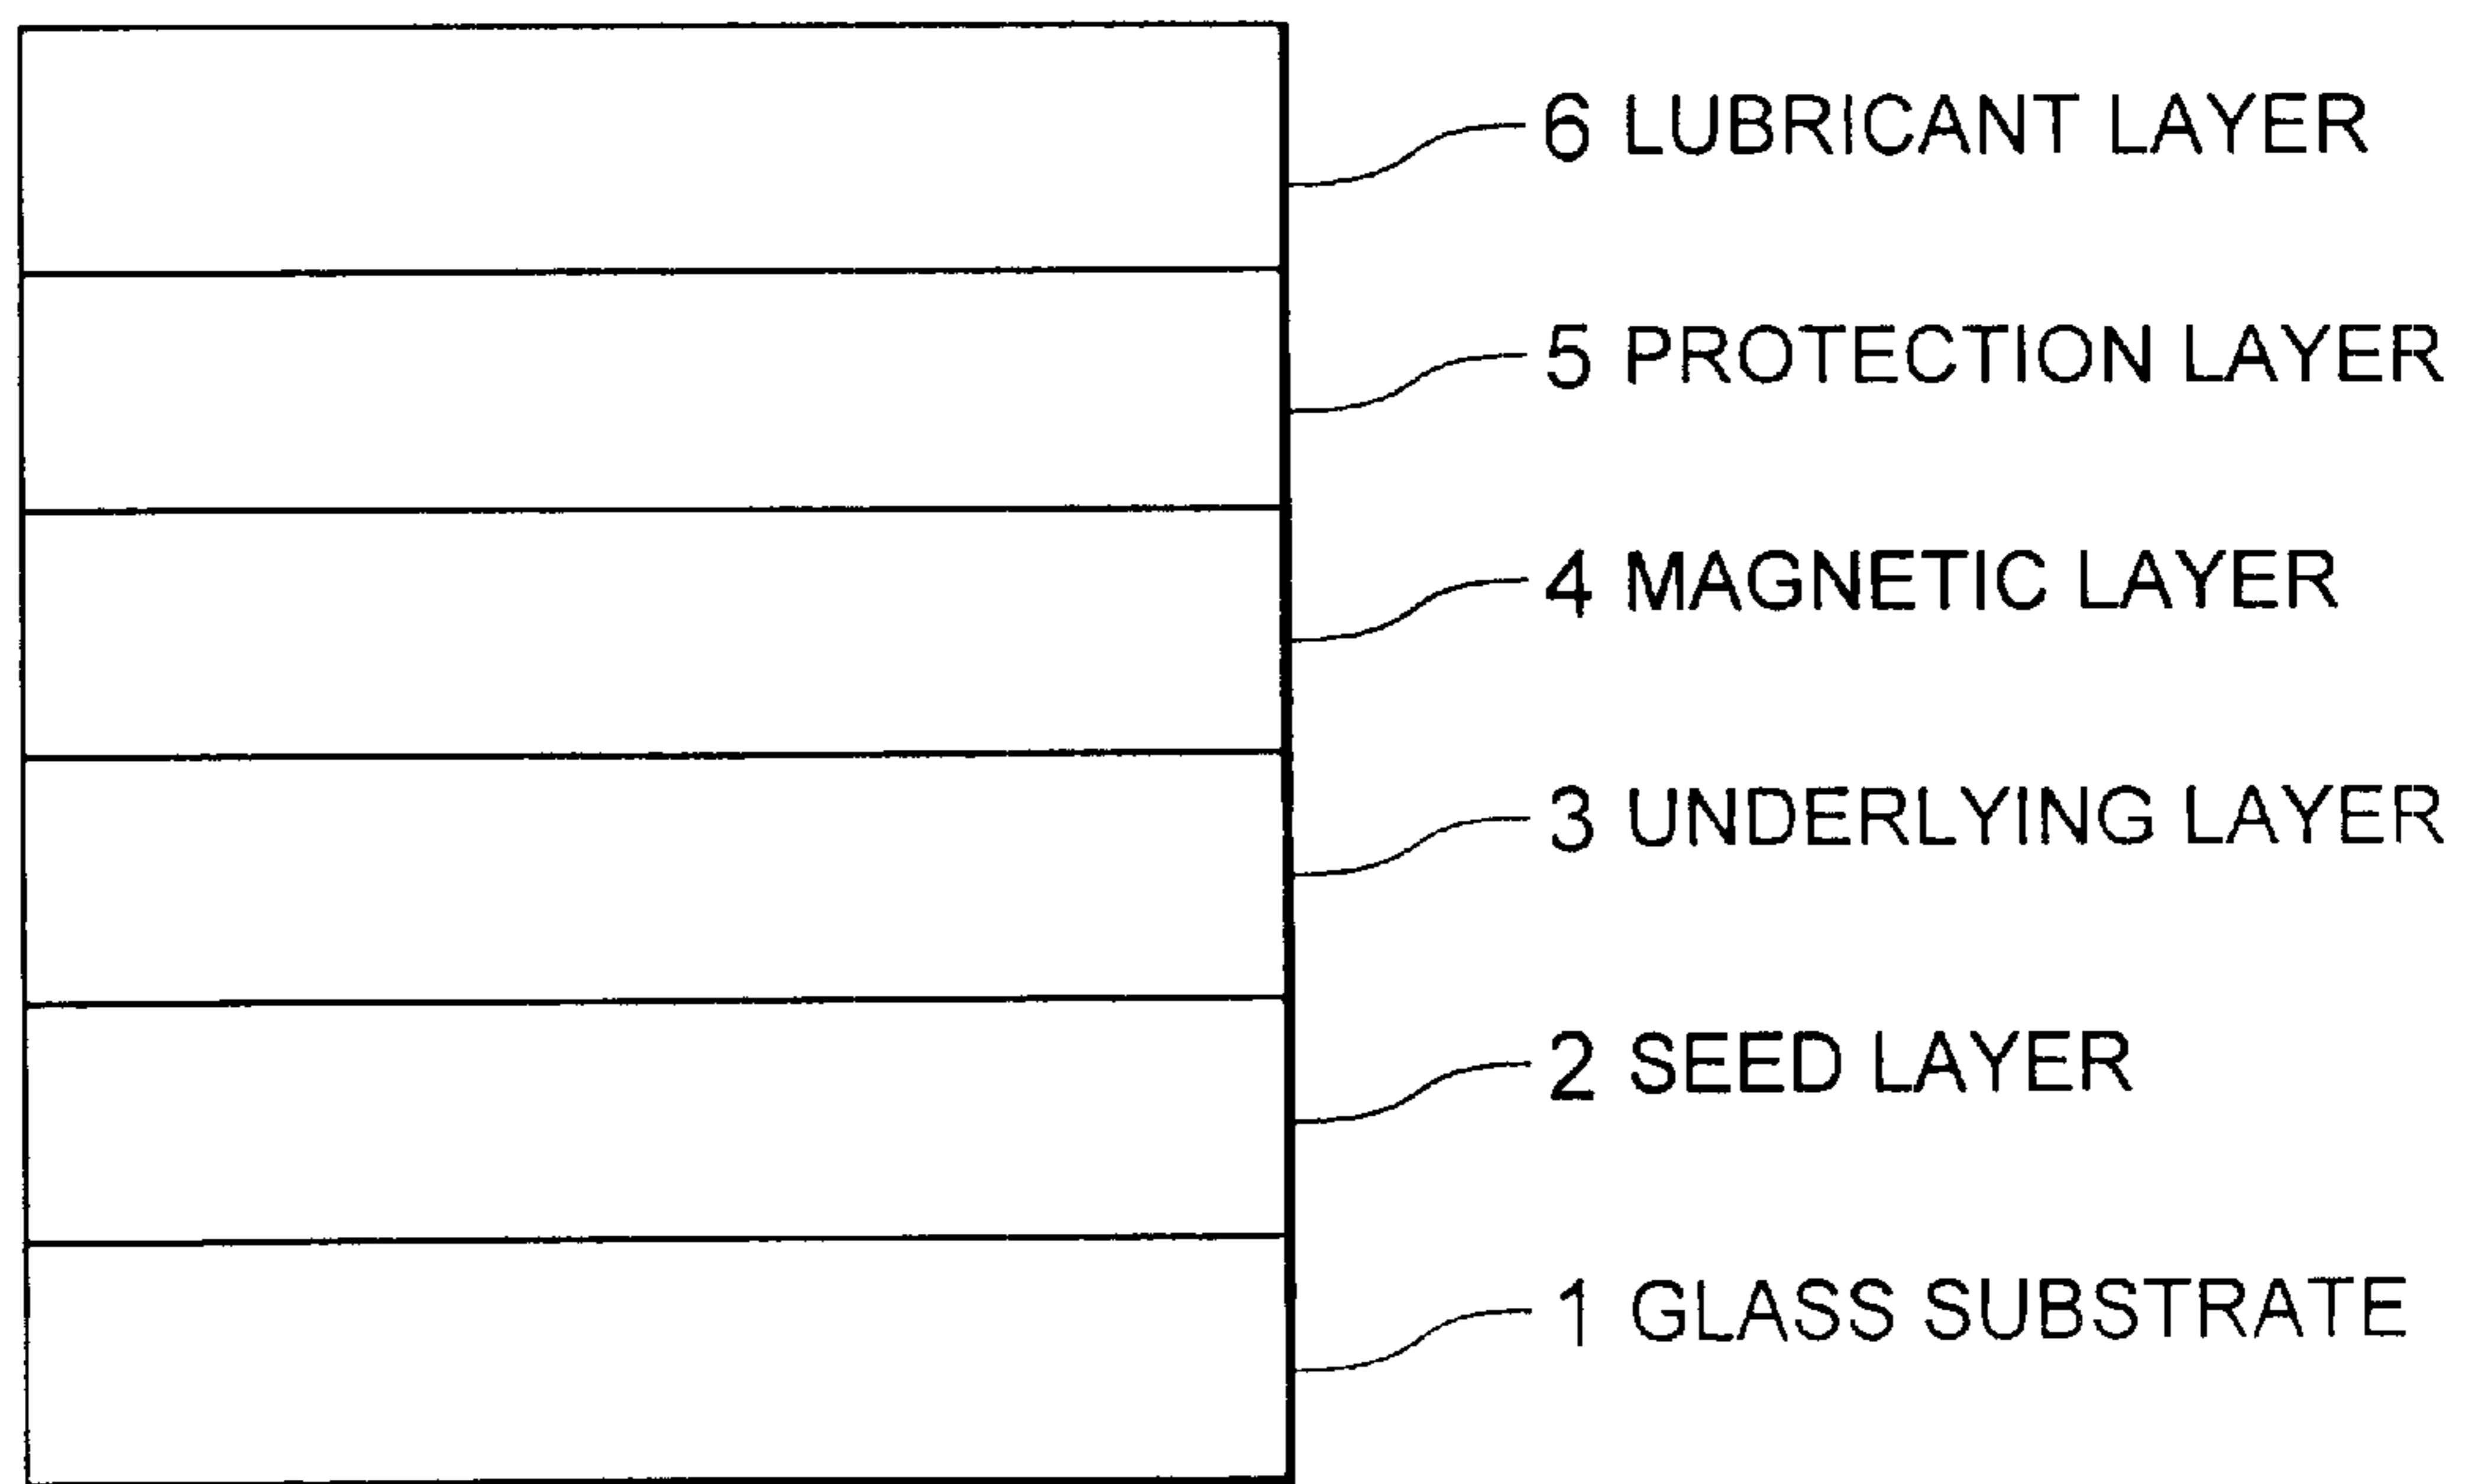 6 LUBRICANT LAYER
5 PROTECTION LAYER
4 MAGNETIC LAYER
3 UNDERLYING LAYER
2 SEED LAYER
1 GLASS SUBSTRATE